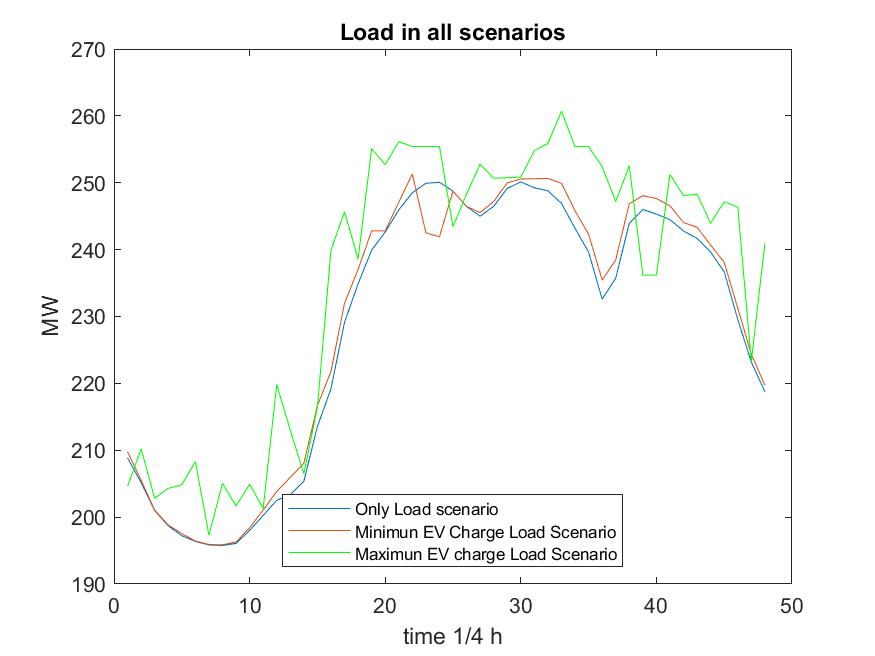 Load in all scenarios
270
260
250
240
230
220
210
200
190
MW
0 10 20 30 40 50
time 1/4 h
Only Load scenario
Minimun EV Charge Load Scenario
Maximun EV charge Load Scenario